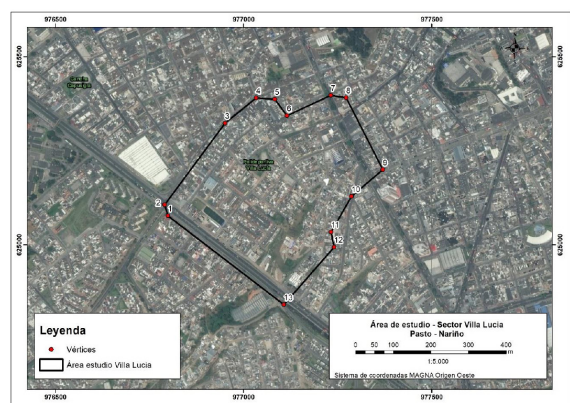 976500 977000 977500
625500 625500
4 5 7 8
6
3
Villa Lucia
9
10
2
1
11
12
625000 625000
13
Leyenda
Vértices
Área estudio Villa Lucia
Área de estudio - Sector Villa Lucia
Pasto - Nariño
0 50 100 200 300 400
m
1:5.000
Sistema de coordenadas MAGNA Origen Oeste
976500 977000 977500